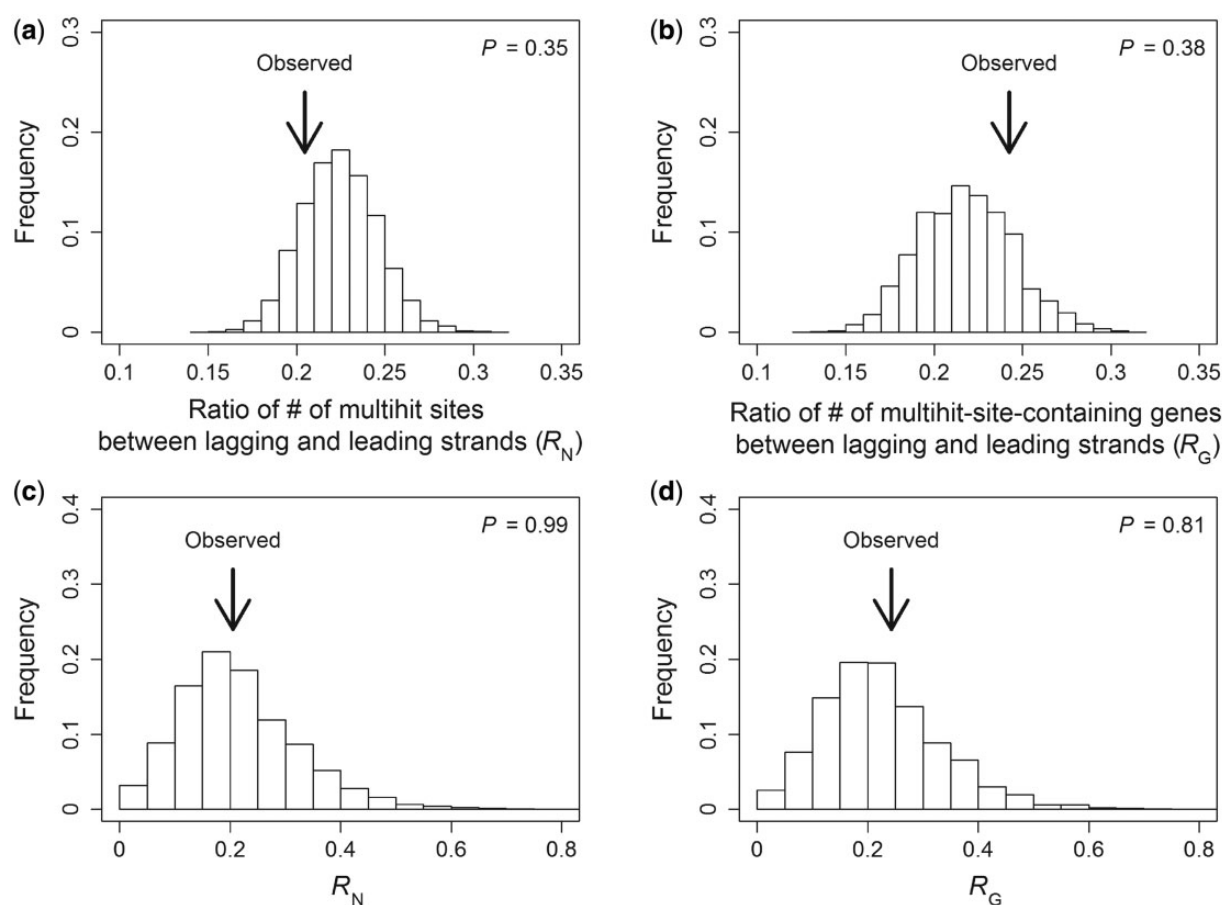 (a)
0.3
0.2
0.1
0
Frequency
P = 0.35
Observed
0.1 0.15 0.2 0.25 0.3 0.35
Ratio of # of multihit sites
between lagging and leading strands (RN)
(b)
0.3
0.2
0.1
0
Frequency
P = 0.38
Observed
0.1 0.15 0.2 0.25 0.3 0.35
Ratio of # of multihit-site-containing genes
between lagging and leading strands (RG)
(c)
0.4
0.3
0.2
0.1
0
Frequency
P = 0.99
Observed
0 0.2 0.4 0.6 0.8
RN
(d)
0.4
0.3
0.2
0.1
0
Frequency
P = 0.81
Observed
0 0.2 0.4 0.6 0.8
RG